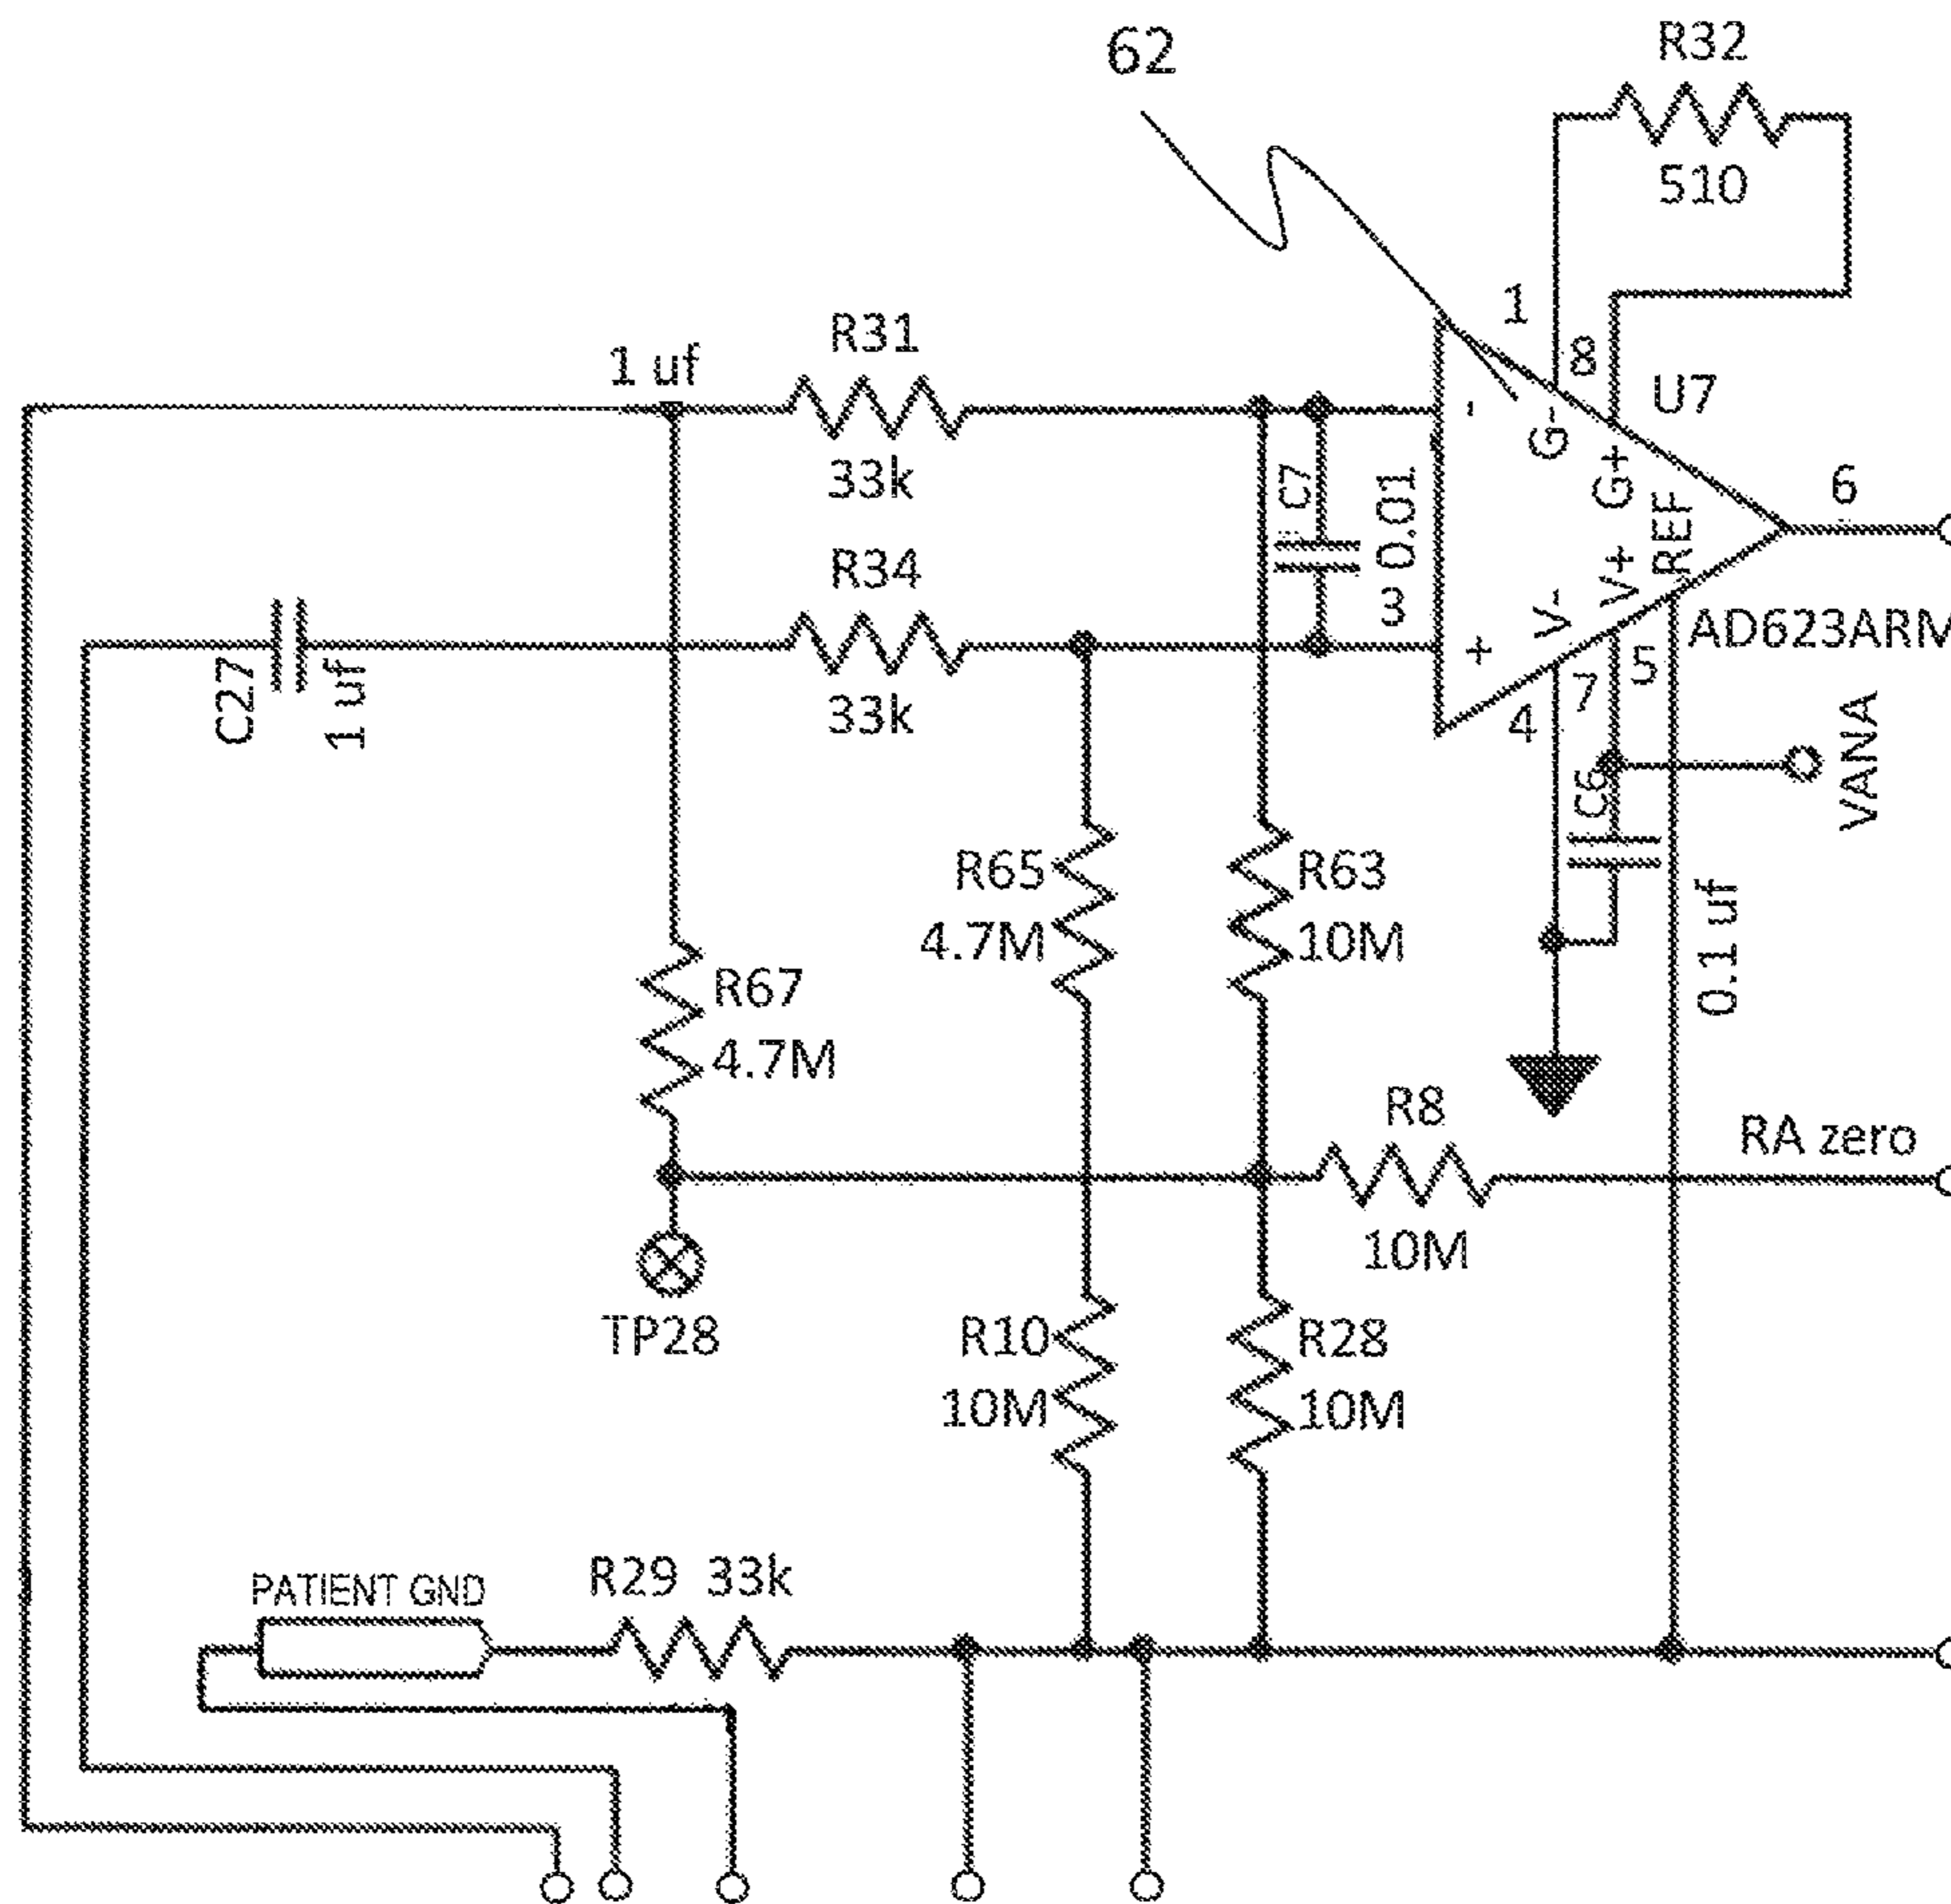 62
R32
510
1
8
U7
G-
G+
REF
V+
V-
6
R31
1 uf
33k
C7
0.01
-
R34
3
33k
+
C27
1 uf
4
7
5
AD623ARM
C6
VANA
0.1 uf
R65
4.7M
R63
10M
R67
4.7M
R8
10M
RA zero
TP28
R10
10M
R28
10M
PATIENT GND
R29 33k